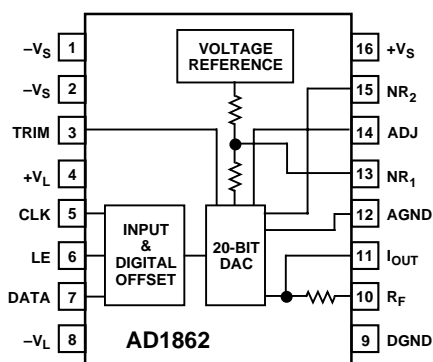 –VS 1
–VS 2
TRIM 3
+VL 4
CLK 5
LE 6
DATA 7
–VL 8
VOLTAGE
REFERENCE
INPUT
&
DIGITAL
OFFSET
20-BIT
DAC
AD1862
16 +VS
15 NR2
14 ADJ
13 NR1
12 AGND
11 IOUT
10 RF
9 DGND